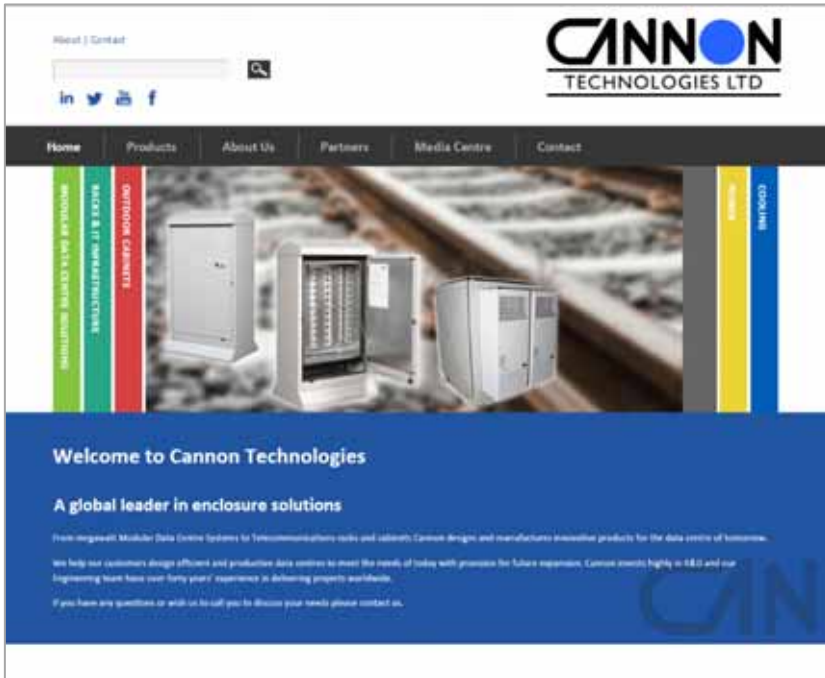 About | Contact
CANNON
TECHNOLOGIES LTD
in You Tube f
Home Products About Us Partners Media Centre Contact
MODULAR DATA CENTRE SOLUTIONS
RACKS & IT INFRASTRUCTURE
OUTDOOR CABINETS
POWER
COOLING
Welcome to Cannon Technologies
A global leader in enclosure solutions
From megawatt Modular Data Centre Systems to Telecommunications racks and cabinets Cannon designs and manufactures innovative products for the data centre of tomorrow.
We help our customers design efficient and productive data centres to meet the needs of today with provision for future expansion. Cannon invests highly in R&D and our
Engineering team have over forty years' experience in delivering projects worldwide.
If you have any questions or wish us to call you to discuss your needs please contact us.
CAN